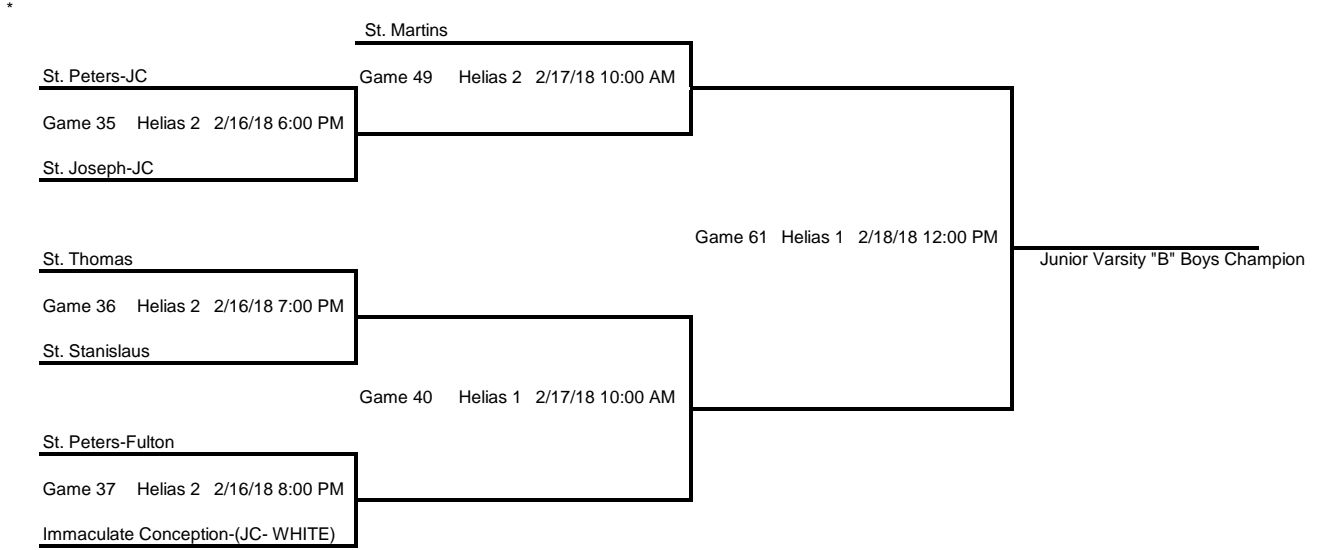 *
St. Martins
St. Peters-JC
Game 49 Helias 2 2/17/18 10:00 AM
Game 35 Helias 2 2/16/18 6:00 PM
St. Joseph-JC
Game 61 Helias 1 2/18/18 12:00 PM
St. Thomas
Junior Varsity "B" Boys Champion
Game 36 Helias 2 2/16/18 7:00 PM
St. Stanislaus
Game 40 Helias 1 2/17/18 10:00 AM
St. Peters-Fulton
Game 37 Helias 2 2/16/18 8:00 PM
Immaculate Conception-(JC- WHITE)